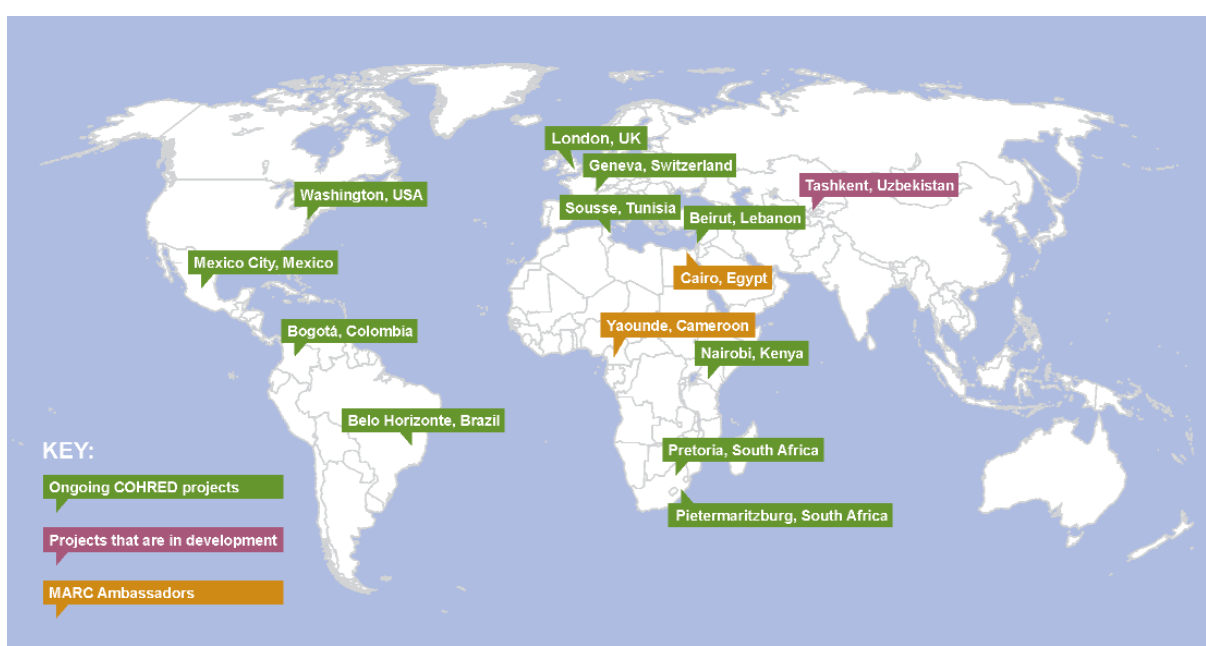 London, UK
Geneva, Switzerland
Tashkent, Uzbekistan
Washington, USA
Sousse, Tunisia
Beirut, Lebanon
Mexico City, Mexico
Cairo, Egypt
Bogotá, Colombia
Yaounde, Cameroon
Nairobi, Kenya
Belo Horizonte, Brazil
Pretoria, South Africa
Pietermaritzburg, South Africa
KEY:
Ongoing COHRED projects
Projects that are in development
MARC Ambassadors